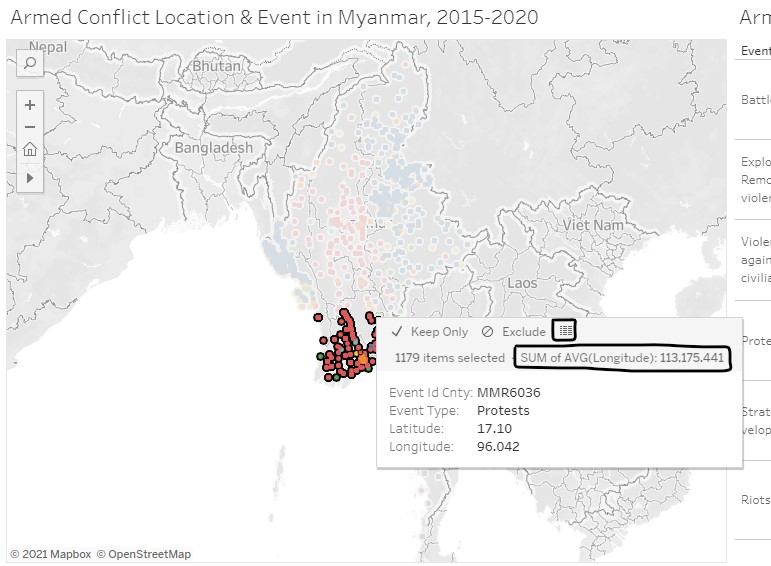 Armed Conflict Location & Event in Myanmar, 2015-2020
Nepal
Bhutan
Bangladesh
Viet Nam
Laos
Keep Only
Exclude
1179 items selected · SUM of AVG(Longitude): 113,175.441
Event Id Cnty: MMR6036
Event Type: Protests
Latitude: 17.10
Longitude: 96.042
© 2021 Mapbox © OpenStreetMap
Arm
Event
Battl
Explo
Remo
violen
Violen
again
civilia
Prote
Strat
velop
Riots